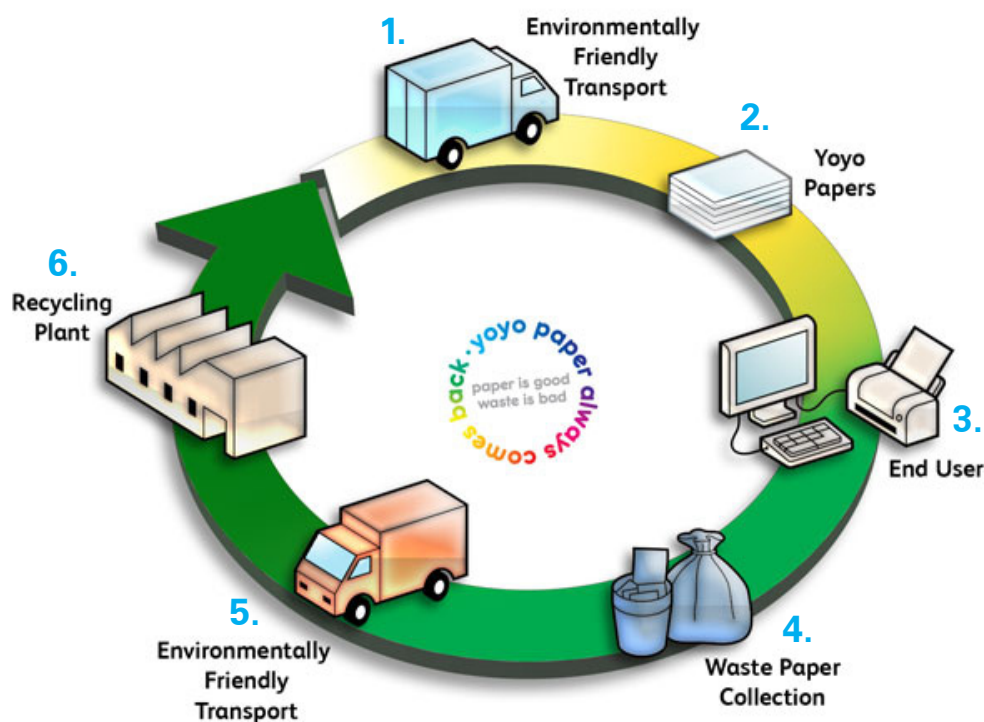 1.
Environmentally
Friendly
Transport
2.
Yoyo
Papers
3.
End User
4.
Waste Paper
Collection
5.
Environmentally
Friendly
Transport
6.
Recycling
Plant
yoyo paper always comes back ·
paper is good
waste is bad